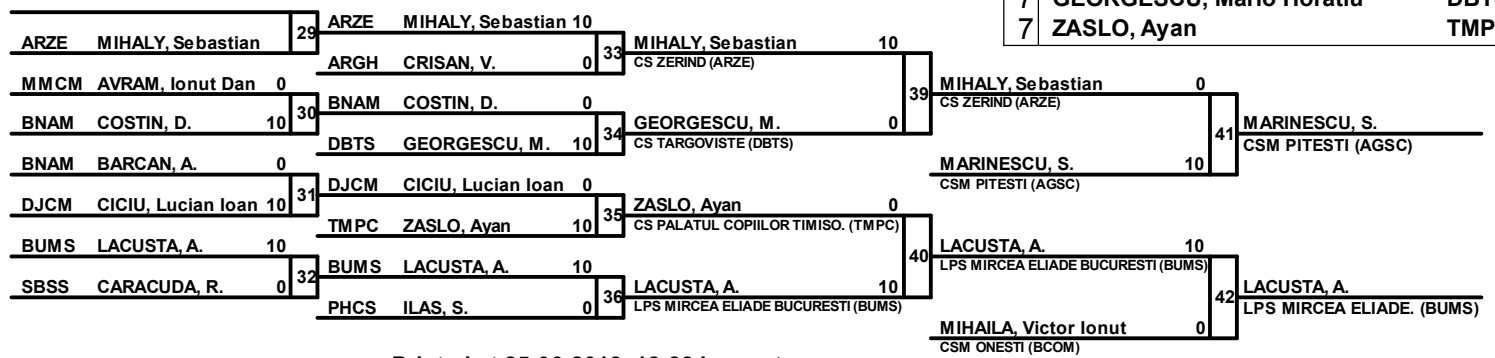 7 GEORGESCU, Mario Horatiu
7 ZASLO, Ayan TMP
29
ARZE MIHALY, Sebastian
MMCM AVRAM, Ionut Dan 0
30
BNAM COSTIN, D. 10
BNAM BARCAN, A. 0
31
DJCM CICIU, Lucian Ioan 10
BUMS LACUSTA, A. 10
32
SBSS CARACUDA, R. 0
ARZE MIHALY, Sebastian 10
33
ARGH CRISAN, V. 0
BNAM COSTIN, D. 0
34
DBTS GEORGESCU, M. 10
DJCM CICIU, Lucian Ioan 0
35
TMPC ZASLO, Ayan 10
BUMS LACUSTA, A. 10
36
PHCS ILAS, S. 0
MIHALY, Sebastian 10
CS ZERIND (ARZE)
39
GEORGESCU, M. 0
CS TARGOVISTE (DBTS)
ZASLO, Ayan 0
CS PALATUL COPIILOR TIMISO. (TMPC)
40
LACUSTA, A. 10
LPS MIRCEA ELIADE BUCURESTI (BUMS)
MIHALY, Sebastian 0
CS ZERIND (ARZE)
41
MARINESCU, S. 10
CSM PITESTI (AGSC)
LACUSTA, A. 10
LPS MIRCEA ELIADE BUCURESTI (BUMS)
42
MIHAILA, Victor Ionut 0
CSM ONESTI (BCOM)
MARINESCU, S.
CSM PITESTI (AGSC)
LACUSTA, A.
LPS MIRCEA ELIADE. (BUMS)